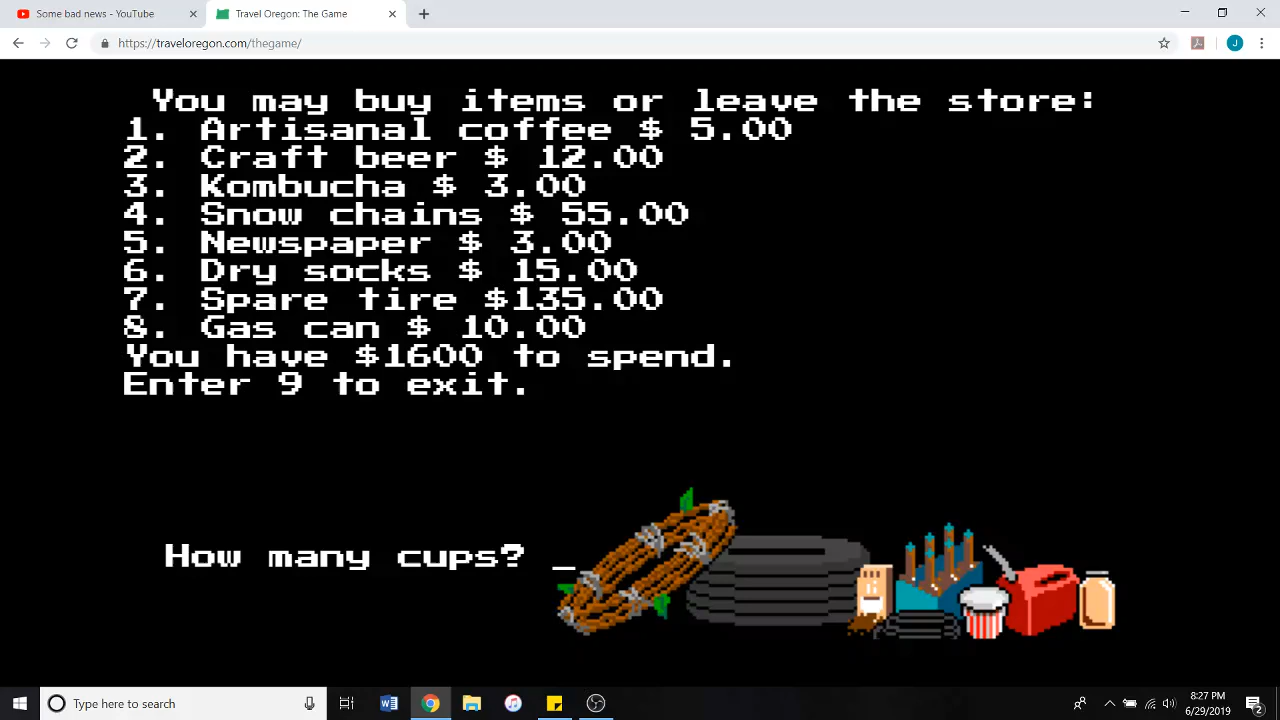 Some bad news - YouTube
Travel Oregon: The Game
https://traveloregon.com/thegame/
J
You may buy items or leave the store:
1. Artisanal coffee $ 5.00
2. Craft beer $ 12.00
3. Kombucha $ 3.00
4. Snow chains $ 55.00
5. Newspaper $ 3.00
6. Dry socks $ 15.00
7. Spare tire $135.00
8. Gas can $ 10.00
You have $1600 to spend.
Enter 9 to exit.
How many cups? _
Type here to search
8:27 PM
6/29/2019
2